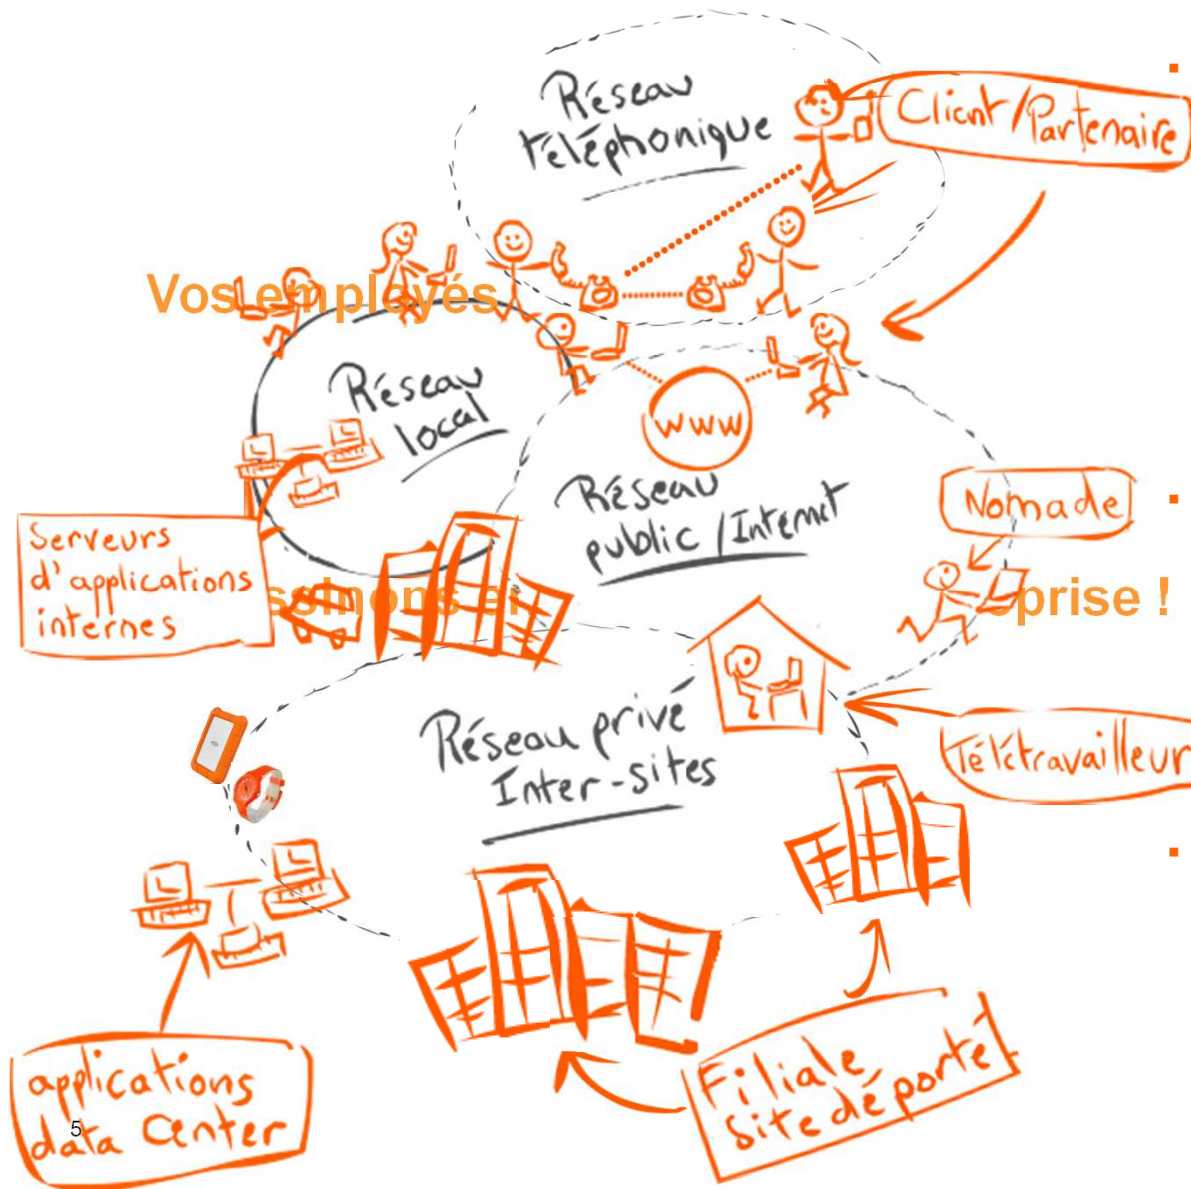 Réseau
téléphonique
Client/Partenaire
Vos employés
Réseau
local
www
Réseau
public/Internet
Nomade
Serveurs
d'applications
internes
prise !
Réseau privé
Inter-sites
Télétravailleur
Filiale
site déporté
applications
data Center
5